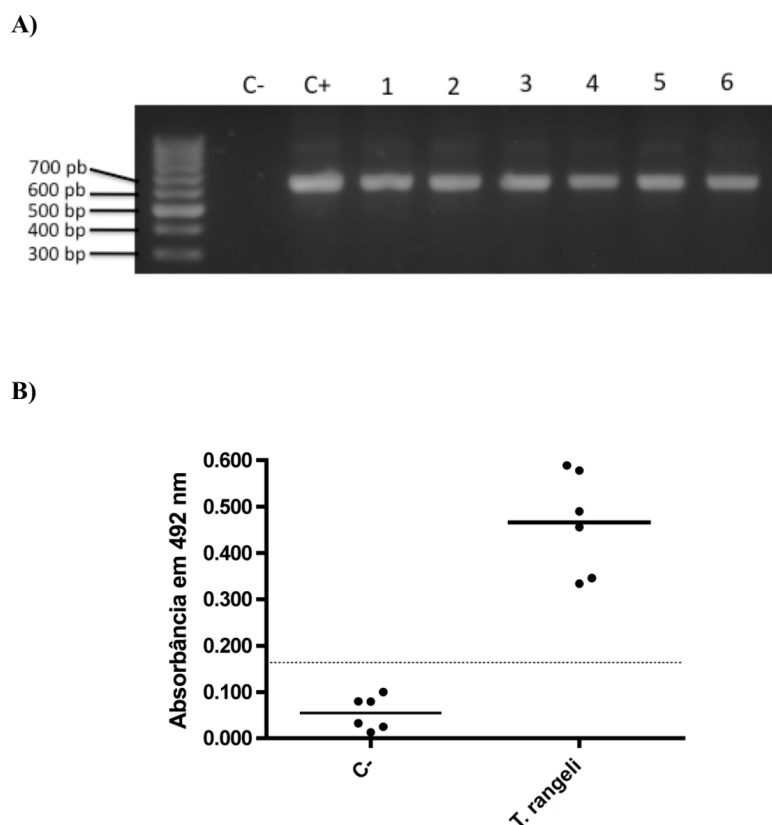 A)
C- C+ 1 2 3 4 5 6
700 pb
600 pb
500 bp
400 bp
300 bp
B)
Absorbância em 492 nm
0.600
0.500
0.400
0.300
0.200
0.100
0.000
C-
T. rangeli